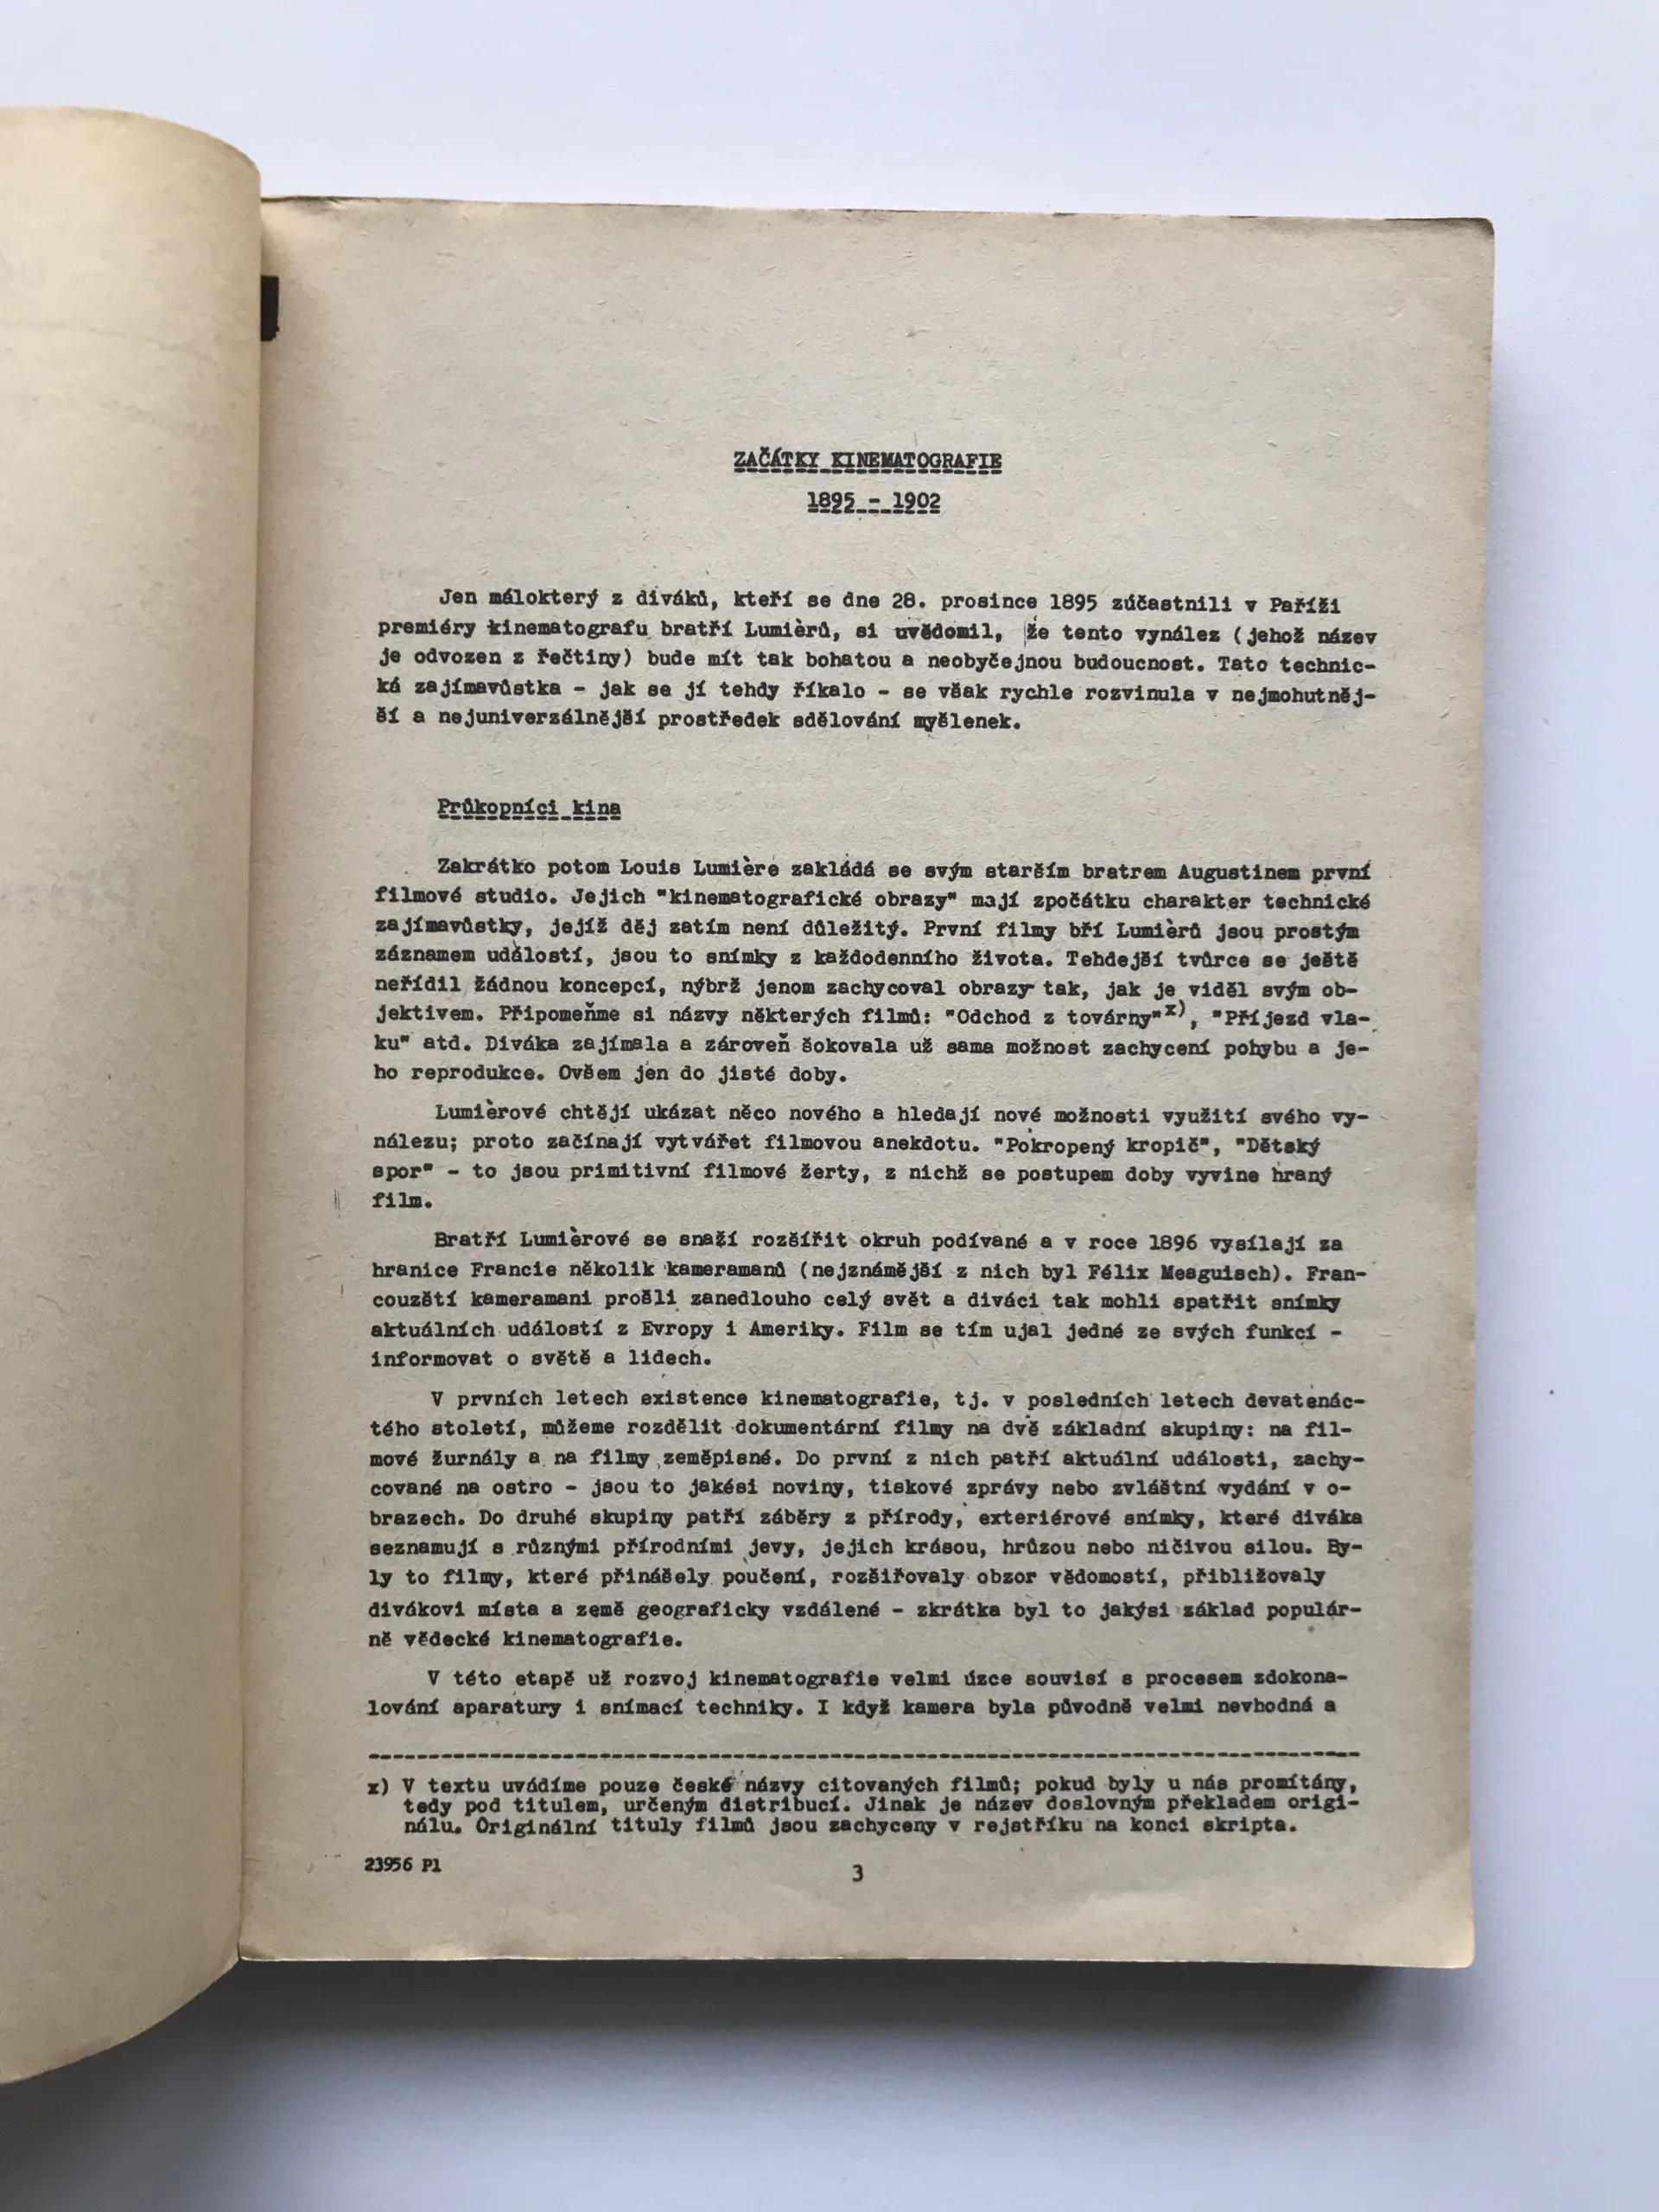 ZAČÁTKY KINEMATOGRAFIE
1895 - 1902
Jen málokterý z diváků, kteří se dne 28. prosince 1895 zúčastnili v Paříži
premiéry kinematografu bratří Lumièrů, si uvědomil, že tento vynález (jehož název
je odvozen z řečtiny) bude mít tak bohatou a neobyčejnou budoucnost. Tato technic-
ká zajímavůstka - jak se jí tehdy říkalo - se však rychle rozvinula v nejmohutněj-
ší a nejuniverzálnější prostředek sdělování myšlenek.
Průkopníci kina
Zakrátko potom Louis Lumière zakládá se svým starším bratrem Augustinem první
filmové studio. Jejich "kinematografické obrazy" mají zpočátku charakter technické
zajímavůstky, jejíž děj zatím není důležitý. První filmy bří Lumièrů jsou prostým
záznamem událostí, jsou to snímky z každodenního života. Tehdejší tvůrce se ještě
neřídil žádnou koncepcí, nýbrž jenom zachycoval obrazy tak, jak je viděl svým ob-
jektivem. Připomeňme si názvy některých filmů: "Odchod z továrny"x), "Příjezd vla-
ku" atd. Diváka zajímala a zároveň šokovala už sama možnost zachycení pohybu a je-
ho reprodukce. Ovšem jen do jisté doby.
Lumièrové chtějí ukázat něco nového a hledají nové možnosti využití svého vy-
nálezu; proto začínají vytvářet filmovou anekdotu. "Pokropený kropič", "Dětský
spor" - to jsou primitivní filmové žerty, z nichž se postupem doby vyvine hraný
film.
Bratří Lumièrové se snaží rozšířit okruh podívané a v roce 1896 vysílají za
hranice Francie několik kameramanů (nejznámější z nich byl Félix Mesguisch). Fran-
couzští kameramani prošli zanedlouho celý svět a diváci tak mohli spatřit snímky
aktuálních událostí z Evropy i Ameriky. Film se tím ujal jedné ze svých funkcí -
informovat o světě a lidech.
V prvních letech existence kinematografie, tj. v posledních letech devatenác-
tého století, můžeme rozdělit dokumentární filmy na dvě základní skupiny: na fil-
mové žurnály a na filmy zeměpisné. Do první z nich patří aktuální události, zachy-
cované na ostro - jsou to jakési noviny, tiskové zprávy nebo zvláštní vydání v o-
brazech. Do druhé skupiny patří záběry z přírody, exteriérové snímky, které diváka
seznamují s různými přírodními jevy, jejich krásou, hrůzou nebo ničivou silou. By-
ly to filmy, které přinášely poučení, rozšiřovaly obzor vědomostí, přibližovaly
divákovi místa a země geograficky vzdálené - zkrátka byl to jakýsi základ populár-
ně vědecké kinematografie.
V této etapě už rozvoj kinematografie velmi úzce souvisí s procesem zdokona-
lování aparatury i snímací techniky. I když kamera byla původně velmi nevhodná a
x) V textu uvádíme pouze české názvy citovaných filmů; pokud byly u nás promítány,
tedy pod titulem, určeným distribucí. Jinak je název doslovným překladem origi-
nálu. Originální tituly filmů jsou zachyceny v rejstříku na konci skripta.
23956 Pl
3